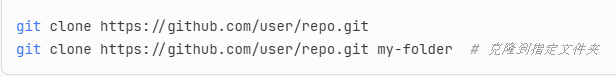 git clone https://github.com/user/repo.git
git clone https://github.com/user/repo.git my-folder  # 克隆到指定文件夹